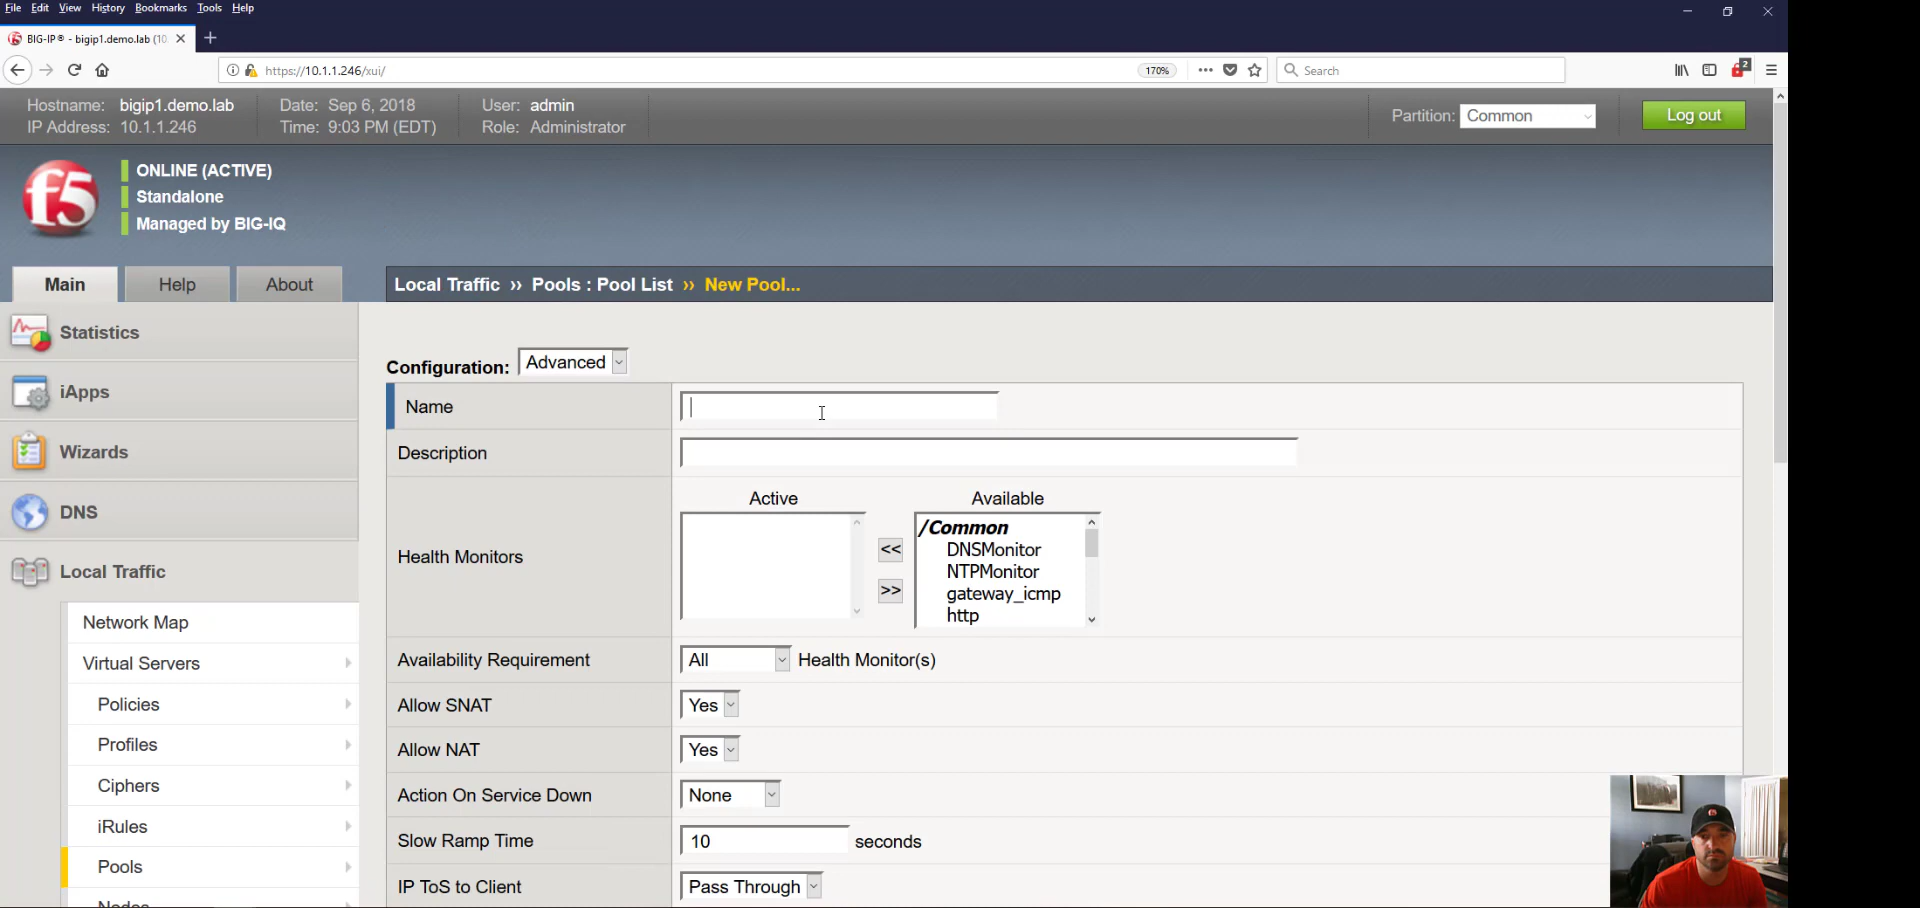 File Edit View History Bookmarks Tools Help
BIG-IP® - bigip1.demo.lab (10.
https://10.1.1.246/xui/
170%
Search
2
Hostname: bigip1.demo.lab
IP Address: 10.1.1.246
Date: Sep 6, 2018
Time: 9:03 PM (EDT)
User: admin
Role: Administrator
Partition: Common
Log out
f5
ONLINE (ACTIVE)
Standalone
Managed by BIG-IQ
Main Help About
Local Traffic ›› Pools : Pool List ›› New Pool...
Statistics
iApps
Wizards
DNS
Local Traffic
Network Map
Virtual Servers
Policies
Profiles
Ciphers
iRules
Pools
Nodes
Configuration: Advanced
Name
Description
Health Monitors
Active
Available
<<
>>
/Common
DNSMonitor
NTPMonitor
gateway_icmp
http
Availability Requirement All Health Monitor(s)
Allow SNAT Yes
Allow NAT Yes
Action On Service Down None
Slow Ramp Time 10 seconds
IP ToS to Client Pass Through